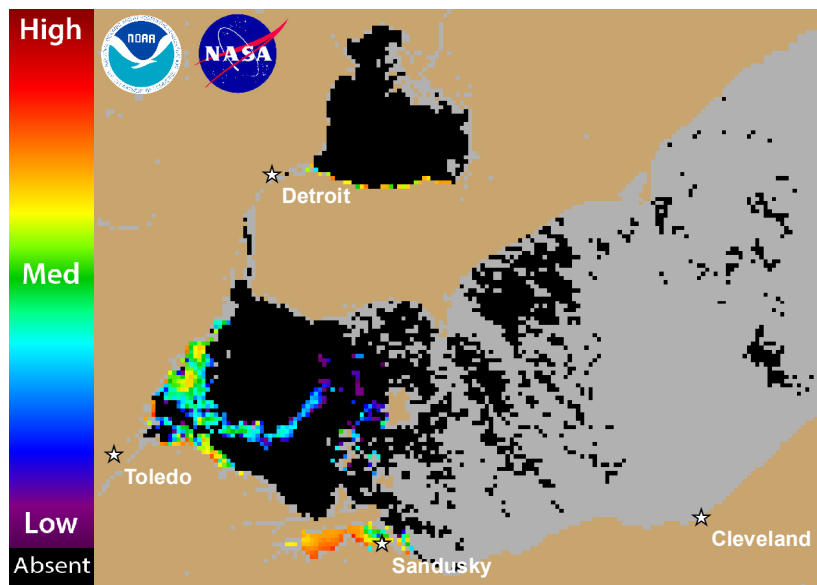 High
NOAA
NASA
Detroit
Med
Toledo
Low
Absent
Sandusky
Cleveland